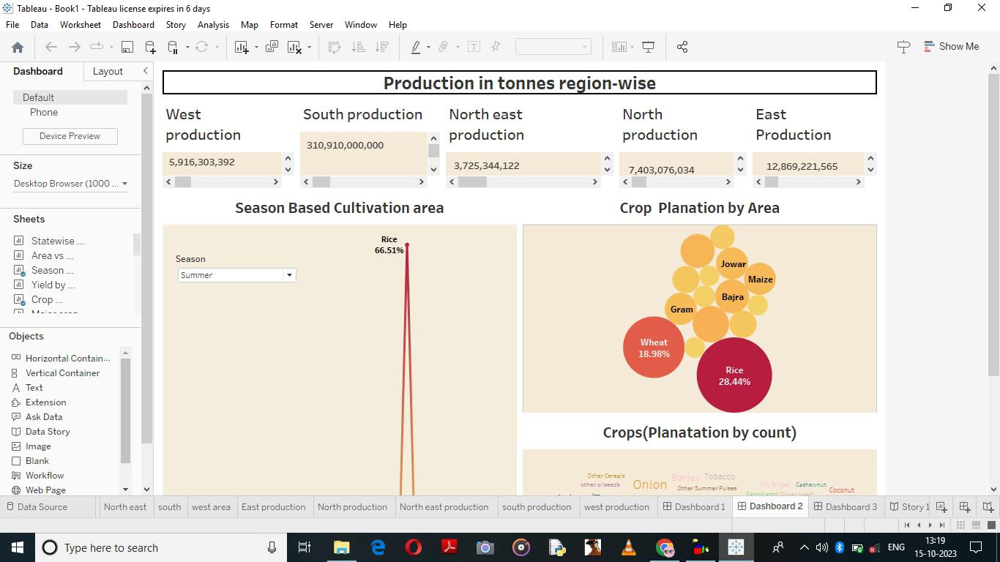 Tableau - Book1 - Tableau license expires in 6 days
File Data Worksheet Dashboard Story Analysis Map Format Server Window Help
Show Me
Dashboard Layout
Default
Phone
Device Preview
Size
Desktop Browser (1000 ...
Sheets
Statewise ...
Area vs ...
Season ...
Yield by ...
Crop ...
Objects
Horizontal Contain...
Vertical Container
Text
Extension
Ask Data
Data Story
Image
Blank
Workflow
Web Page
Production in tonnes region-wise
West
production
5,916,303,392
South production
310,910,000,000
North east
production
3,725,344,122
North
production
7,403,076,034
East
Production
12,869,221,565
Season Based Cultivation area
Season
Summer
Rice
66.51%
Crop Planation by Area
Jowar
Maize
Bajra
Gram
Wheat
18.98%
Rice
28.44%
Crops(Planatation by count)
Other Cereals
other oilseeds
Onion
Barley
Tobacco
Other Summer Pulses
Dry Ginger
Cashewnut
Coconut
Sannhamp
Niger seed
Data Source North east south west area East production North production North east production south production west production Dashboard 1 Dashboard 2 Dashboard 3 Story 1
Type here to search
ENG
13:19
15-10-2023